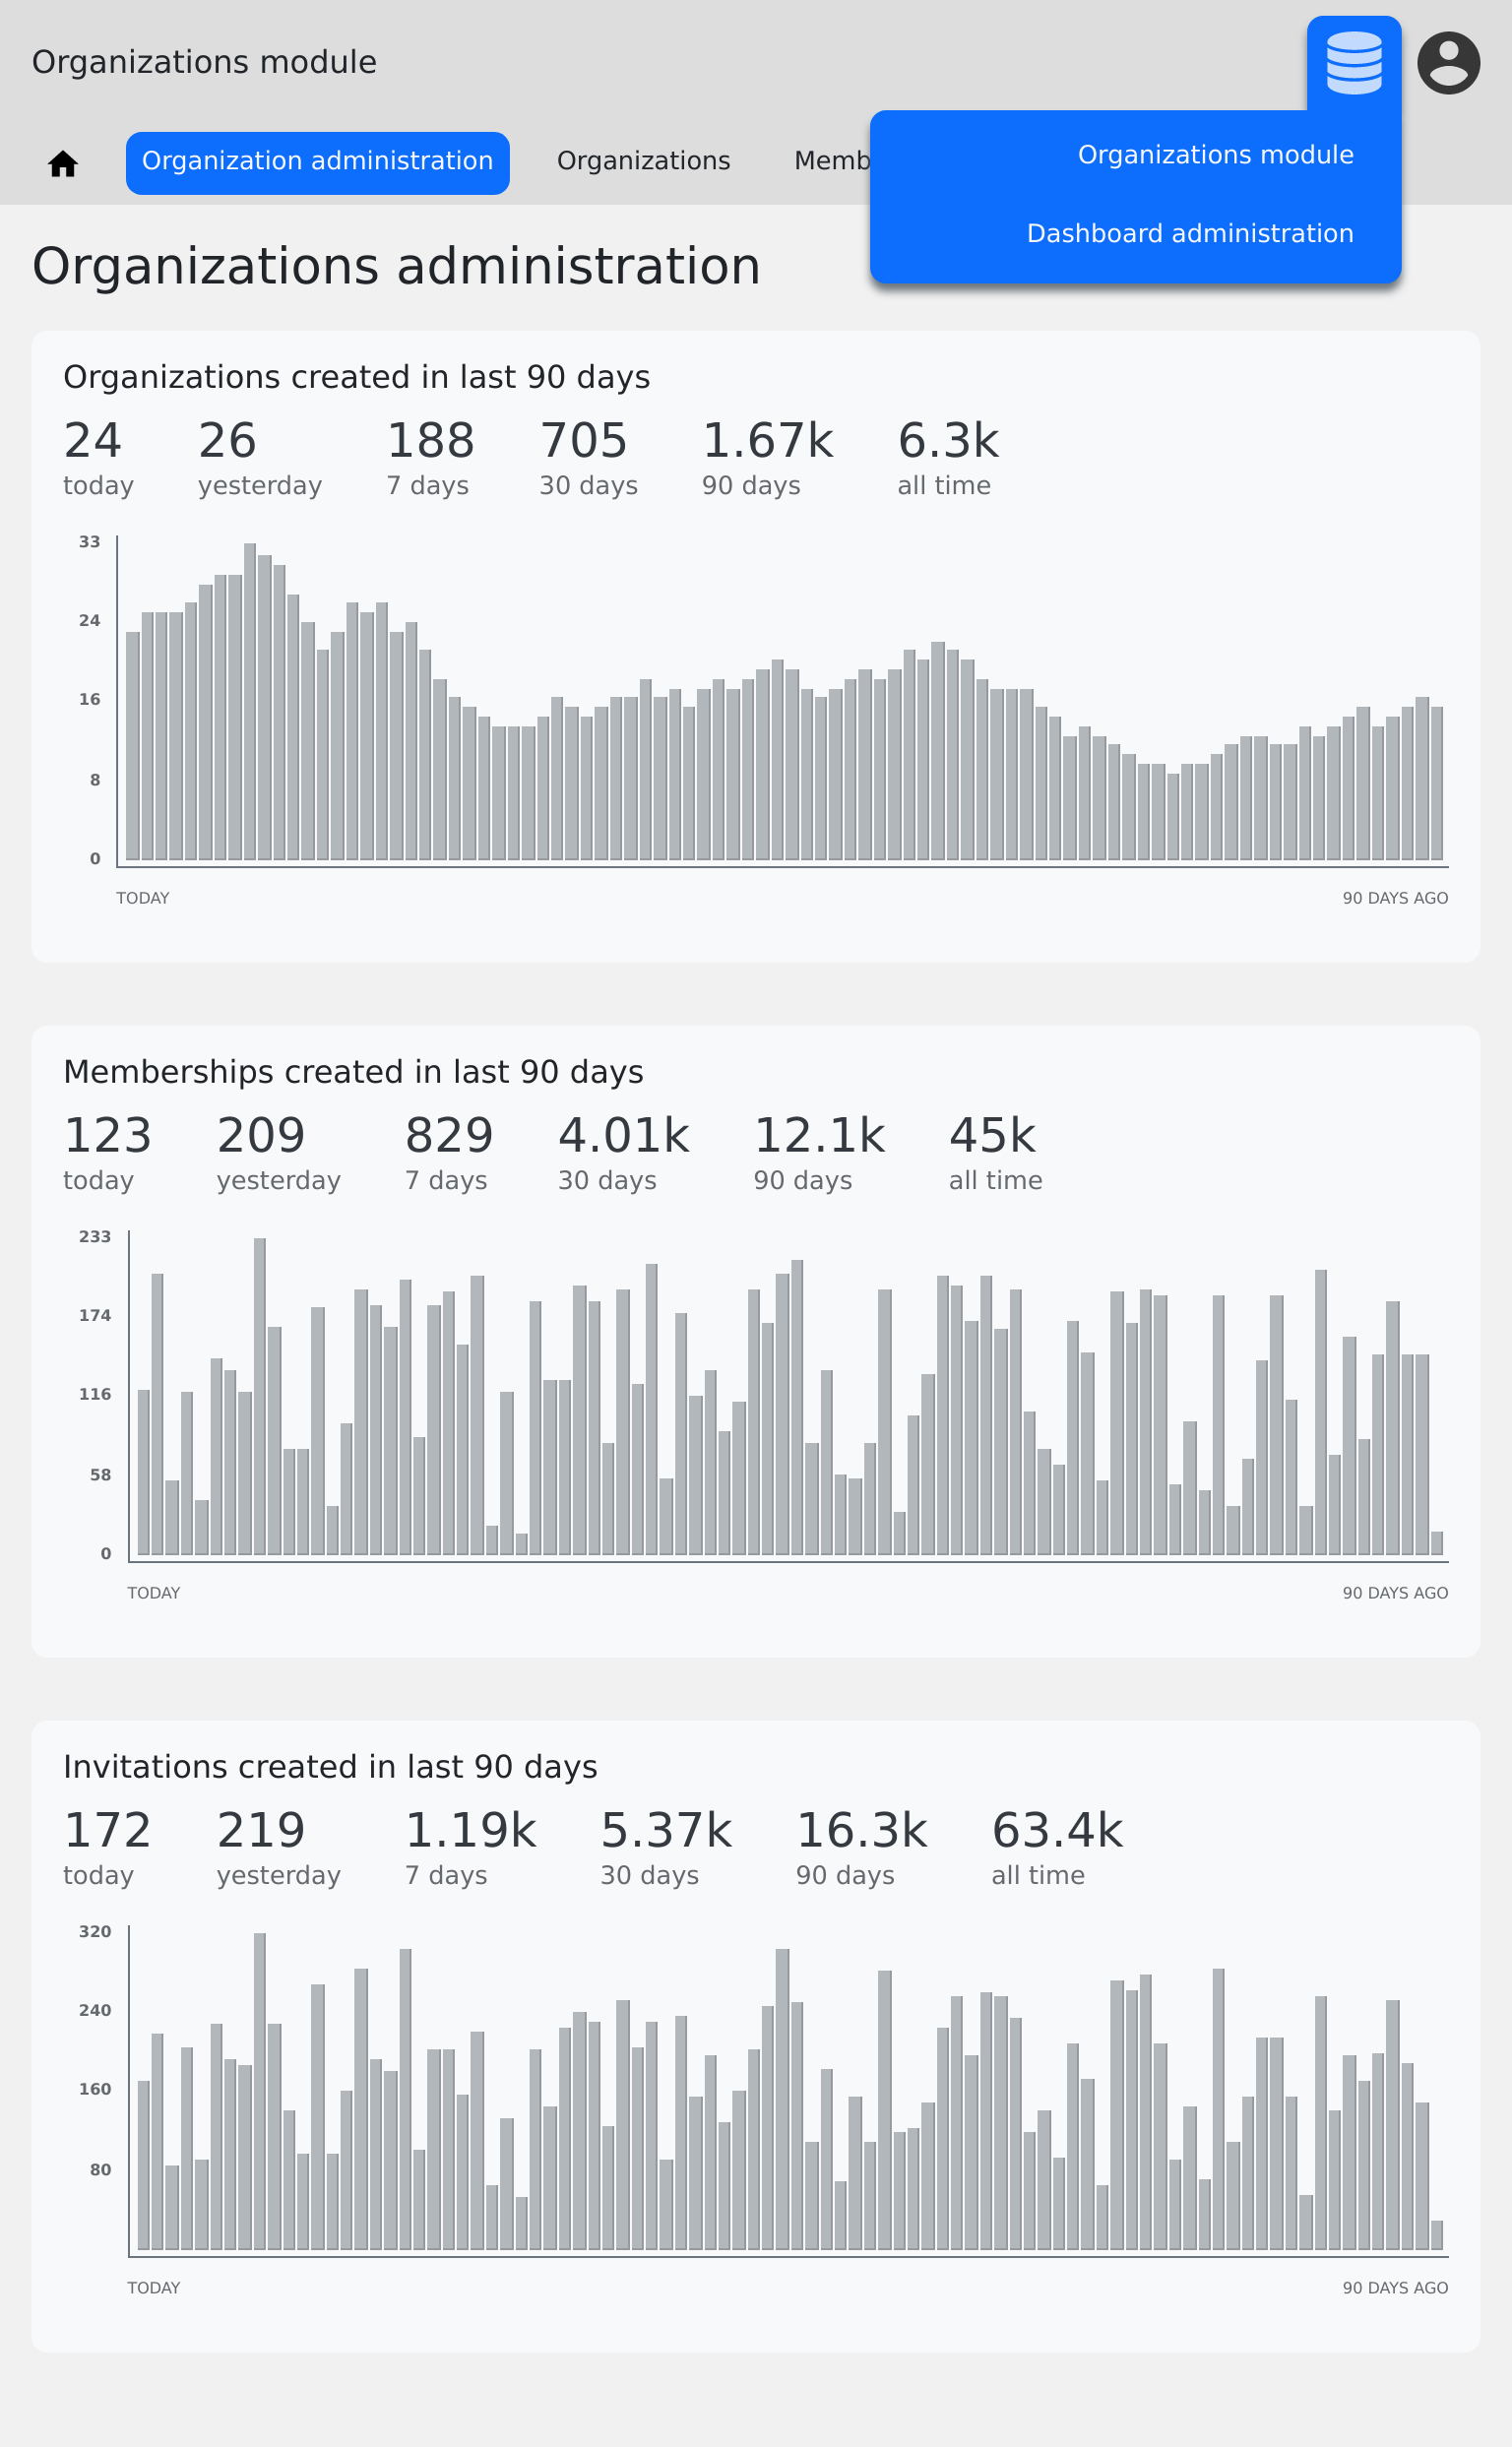 Organizations module
Organization administration
Organizations
Organizations module
Dashboard administration
Organizations administration
Organizations created in last 90 days
24 26 188 705 1.67k 6.3k
today yesterday 7 days 30 days 90 days all time
33
24
16
8
0
TODAY 90 DAYS AGO
Memberships created in last 90 days
123 209 829 4.01k 12.1k 45k
today yesterday 7 days 30 days 90 days all time
233
174
116
58
0
TODAY 90 DAYS AGO
Invitations created in last 90 days
172 219 1.19k 5.37k 16.3k 63.4k
today yesterday 7 days 30 days 90 days all time
320
240
160
80
TODAY 90 DAYS AGO